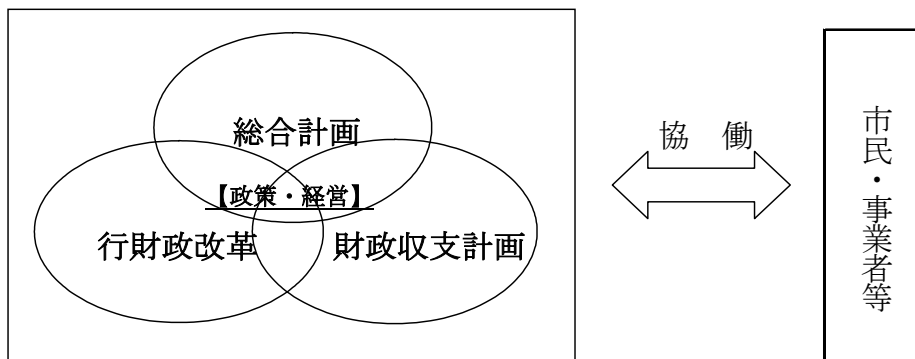 総合計画
【政策・経営】
行財政改革
財政収支計画
協　働
市民・事業者等